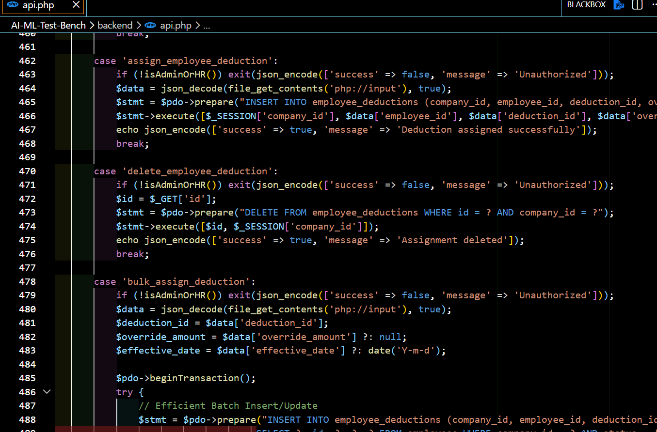 api.php
BLACKBOX
AI-ML-Test-Bench > backend > api.php > ...
460 break;
461
462 case 'assign_employee_deduction':
463 if (!isAdminOrHR()) exit(json_encode(['success' => false, 'message' => 'Unauthorized']));
464 $data = json_decode(file_get_contents('php://input'), true);
465 $stmt = $pdo->prepare("INSERT INTO employee_deductions (company_id, employee_id, deduction_id, ov
466 $stmt->execute([$_SESSION['company_id'], $data['employee_id'], $data['deduction_id'], $data['over
467 echo json_encode(['success' => true, 'message' => 'Deduction assigned successfully']);
468 break;
469
470 case 'delete_employee_deduction':
471 if (!isAdminOrHR()) exit(json_encode(['success' => false, 'message' => 'Unauthorized']));
472 $id = $_GET['id'];
473 $stmt = $pdo->prepare("DELETE FROM employee_deductions WHERE id = ? AND company_id = ?");
474 $stmt->execute([$id, $_SESSION['company_id']]);
475 echo json_encode(['success' => true, 'message' => 'Assignment deleted']);
476 break;
477
478 case 'bulk_assign_deduction':
479 if (!isAdminOrHR()) exit(json_encode(['success' => false, 'message' => 'Unauthorized']));
480 $data = json_decode(file_get_contents('php://input'), true);
481 $deduction_id = $data['deduction_id'];
482 $override_amount = $data['override_amount'] ?: null;
483 $effective_date = $data['effective_date'] ?: date('Y-m-d');
484
485 $pdo->beginTransaction();
486 try {
487 // Efficient Batch Insert/Update
488 $stmt = $pdo->prepare("INSERT INTO employee_deductions (company_id, employee_id, deduction_i